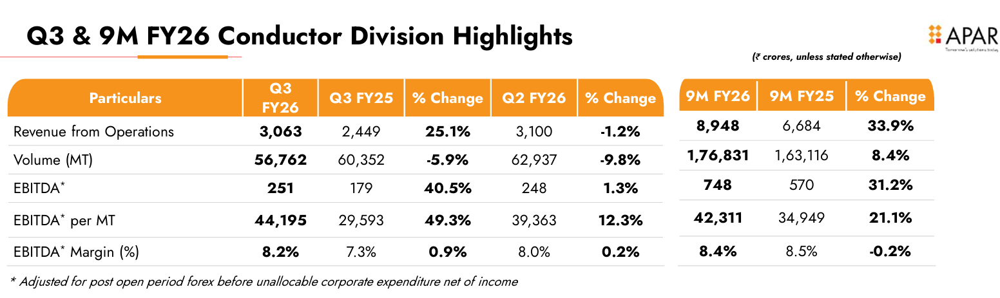 Q3 & 9M FY26 Conductor Division Highlights
APAR
Tomorrow's solutions today
(₹ crores, unless stated otherwise)
Particulars Q3 FY26 Q3 FY25 % Change Q2 FY26 % Change 9M FY26 9M FY25 % Change
Revenue from Operations 3,063 2,449 25.1% 3,100 -1.2% 8,948 6,684 33.9%
Volume (MT) 56,762 60,352 -5.9% 62,937 -9.8% 1,76,831 1,63,116 8.4%
EBITDA* 251 179 40.5% 248 1.3% 748 570 31.2%
EBITDA* per MT 44,195 29,593 49.3% 39,363 12.3% 42,311 34,949 21.1%
EBITDA* Margin (%) 8.2% 7.3% 0.9% 8.0% 0.2% 8.4% 8.5% -0.2%
* Adjusted for post open period forex before unallocable corporate expenditure net of income